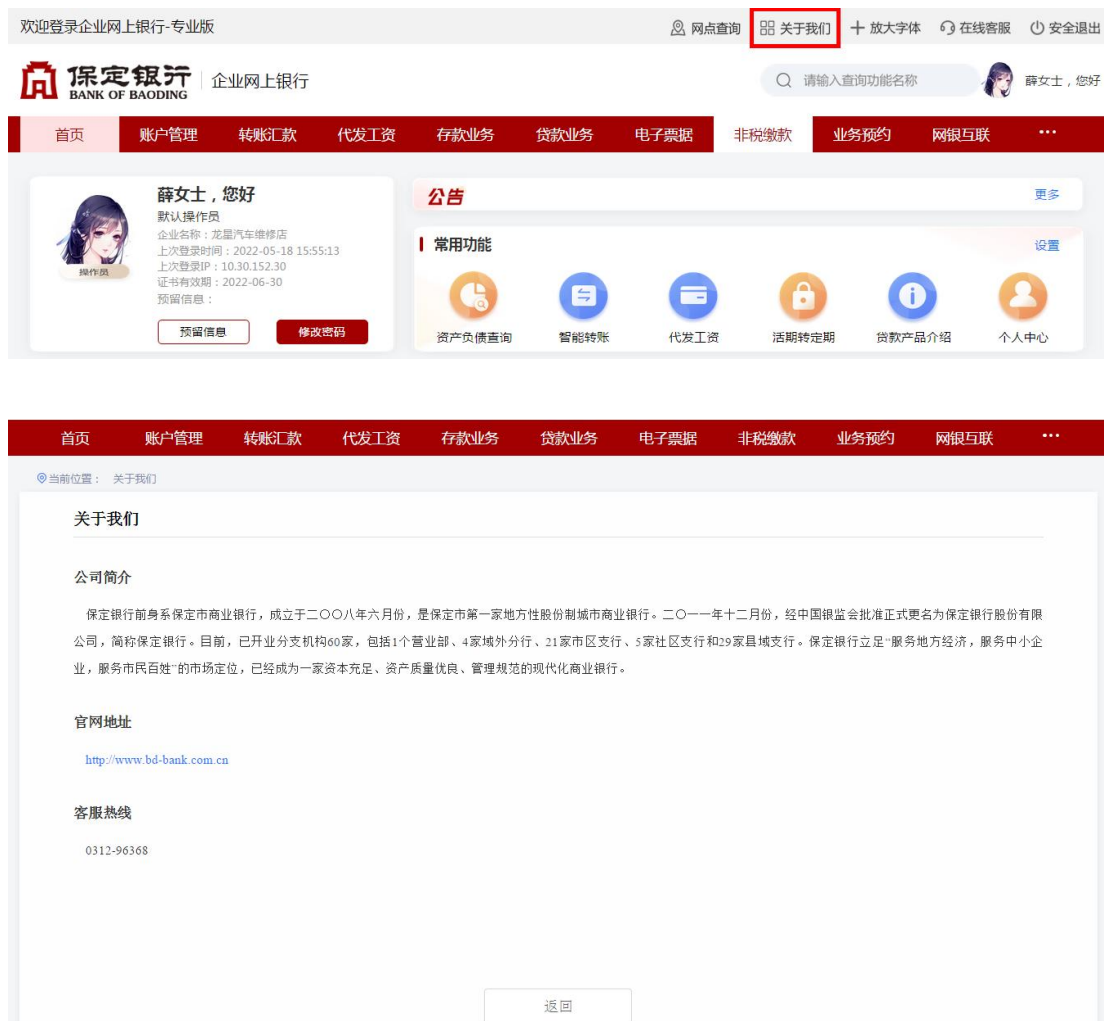 欢迎登录企业网上银行-专业版 网点查询 关于我们 放大字体 在线客服 安全退出
保定银行 企业网上银行 请输入查询功能名称 薛女士，您好
BANK OF BAODING
首页 账户管理 转账汇款 代发工资 存款业务 贷款业务 电子票据 非税缴款 业务预约 网银互联 ···
薛女士，您好
默认操作员
企业名称：龙星汽车维修店
上次登录时间：2022-05-18 15:55:13
上次登录IP：10.30.152.30
证书有效期：2022-06-30
预留信息：
操作员
预留信息 修改密码
公告 更多
常用功能 设置
资产负债查询 智能转账 代发工资 活期转定期 贷款产品介绍 个人中心
首页 账户管理 转账汇款 代发工资 存款业务 贷款业务 电子票据 非税缴款 业务预约 网银互联 ···
当前位置： 关于我们
关于我们
公司简介
保定银行前身系保定市商业银行，成立于二〇〇八年六月份，是保定市第一家地方性股份制城市商业银行。二〇一一年十二月份，经中国银监会批准正式更名为保定银行股份有限
公司，简称保定银行。目前，已开业分支机构60家，包括1个营业部、4家域外分行、21家市区支行、5家社区支行和29家县域支行。保定银行立足“服务地方经济，服务中小企
业，服务市民百姓”的市场定位，已经成为一家资本充足、资产质量优良、管理规范的现代化商业银行。
官网地址
http://www.bd-bank.com.cn
客服热线
0312-96368
返回